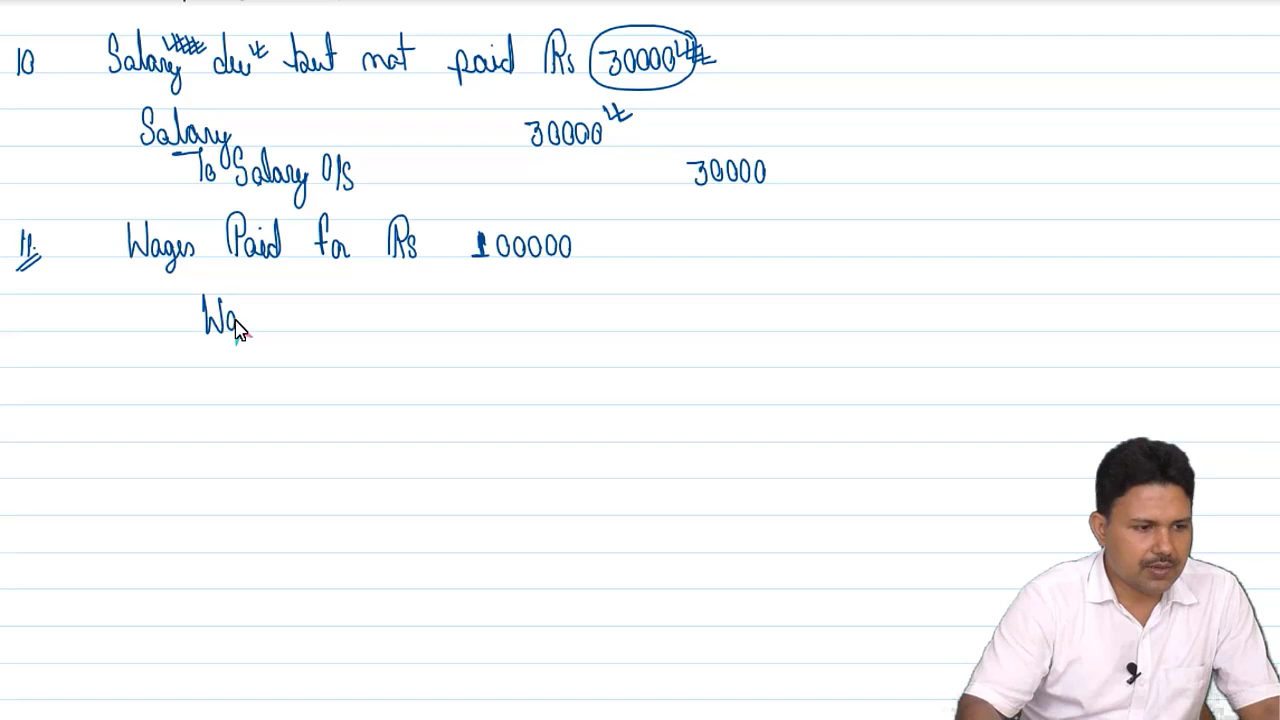 10 Salary due but not paid Rs 30000
Salary 30000
To Salary O/S 30000
11. Wages Paid for Rs 100000
Wa